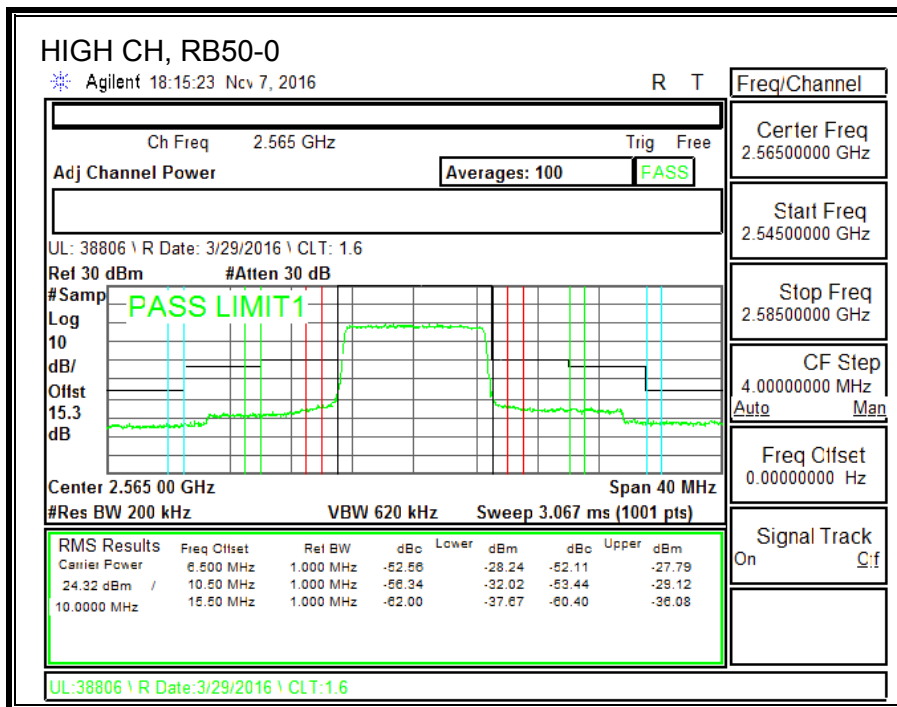 HIGH CH, RB50-0
Agilent 18:15:23 Nov 7, 2016 R T
Freq/Channel
Ch Freq 2.565 GHz Trig Free
Adj Channel Power Averages: 100 PASS
Center Freq
2.56500000 GHz
Start Freq
2.54500000 GHz
Stop Freq
2.58500000 GHz
CF Step
4.00000000 MHz
Auto Man
Freq Offset
0.00000000 Hz
Signal Track
On Off
UL: 38806 \ R Date: 3/29/2016 \ CLT: 1.6
Ref 30 dBm #Atten 30 dB
#Samp
Log
10
dB/
Offst
15.3
dB
PASS LIMIT1
Center 2.565 00 GHz Span 40 MHz
#Res BW 200 kHz VBW 620 kHz Sweep 3.067 ms (1001 pts)
RMS Results Freq Offset Ref BW dBc Lower dBm dBc Upper dBm
Carrier Power 6.500 MHz 1.000 MHz -52.56 -28.24 -52.11 -27.79
24.32 dBm / 10.50 MHz 1.000 MHz -56.34 -32.02 -53.44 -29.12
10.0000 MHz 15.50 MHz 1.000 MHz -62.00 -37.67 -60.40 -36.08
UL:38806 \ R Date:3/29/2016 \ CLT:1.6